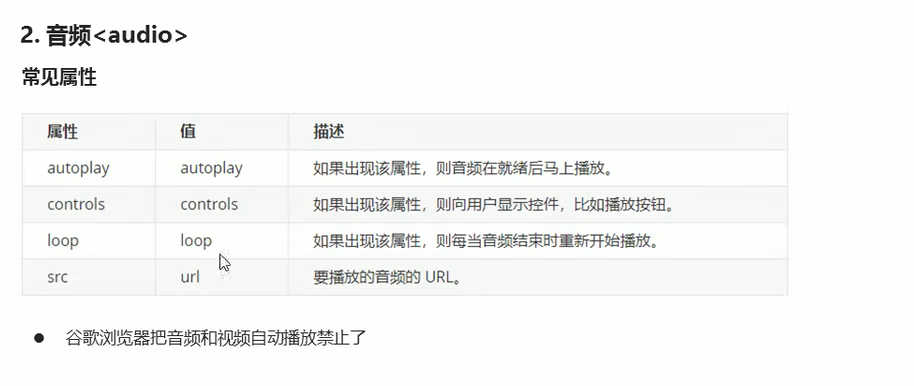 2. 音频<audio>
常见属性
属性 值 描述
autoplay autoplay 如果出现该属性，则音频在就绪后马上播放。
controls controls 如果出现该属性，则向用户显示控件，比如播放按钮。
loop loop 如果出现该属性，则每当音频结束时重新开始播放。
src url 要播放的音频的 URL。
● 谷歌浏览器把音频和视频自动播放禁止了